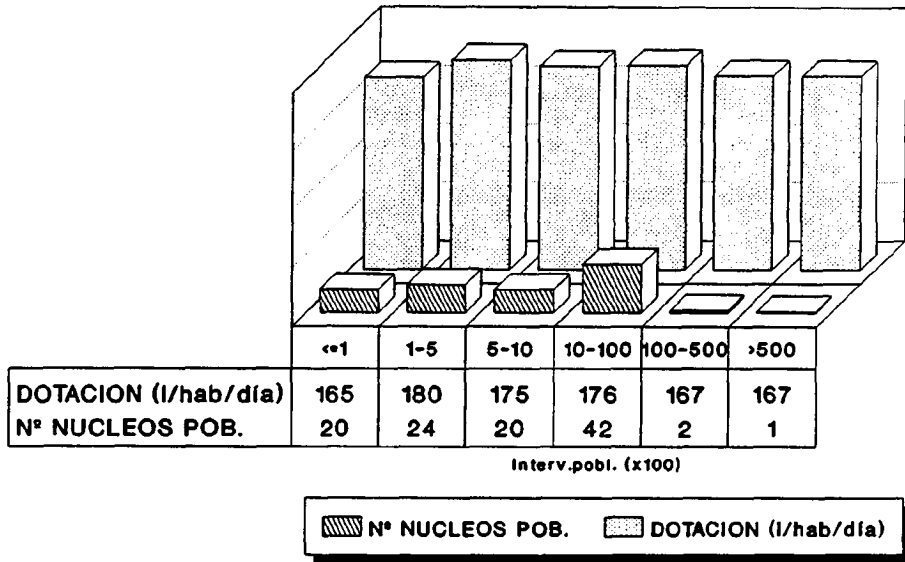 <=1 1-5 5-10 10-100 100-500 >500
DOTACION (l/hab/día) 165 180 175 176 167 167
Nº NUCLEOS POB. 20 24 20 42 2 1
Interv.pobl. (x100)
Nº NUCLEOS POB. DOTACION (l/hab/día)